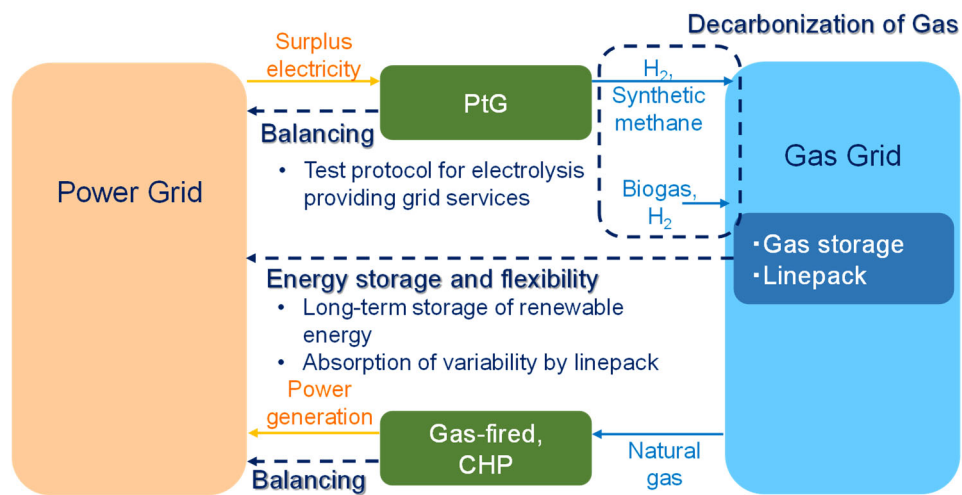 Decarbonization of Gas
Surplus
electricity
PtG
H₂,
Synthetic
methane
Balancing
• Test protocol for electrolysis
providing grid services
Power Grid
Gas Grid
Biogas,
H₂
・Gas storage
・Linepack
Energy storage and flexibility
• Long-term storage of renewable
energy
• Absorption of variability by linepack
Power
generation
Gas-fired,
CHP
Natural
gas
Balancing